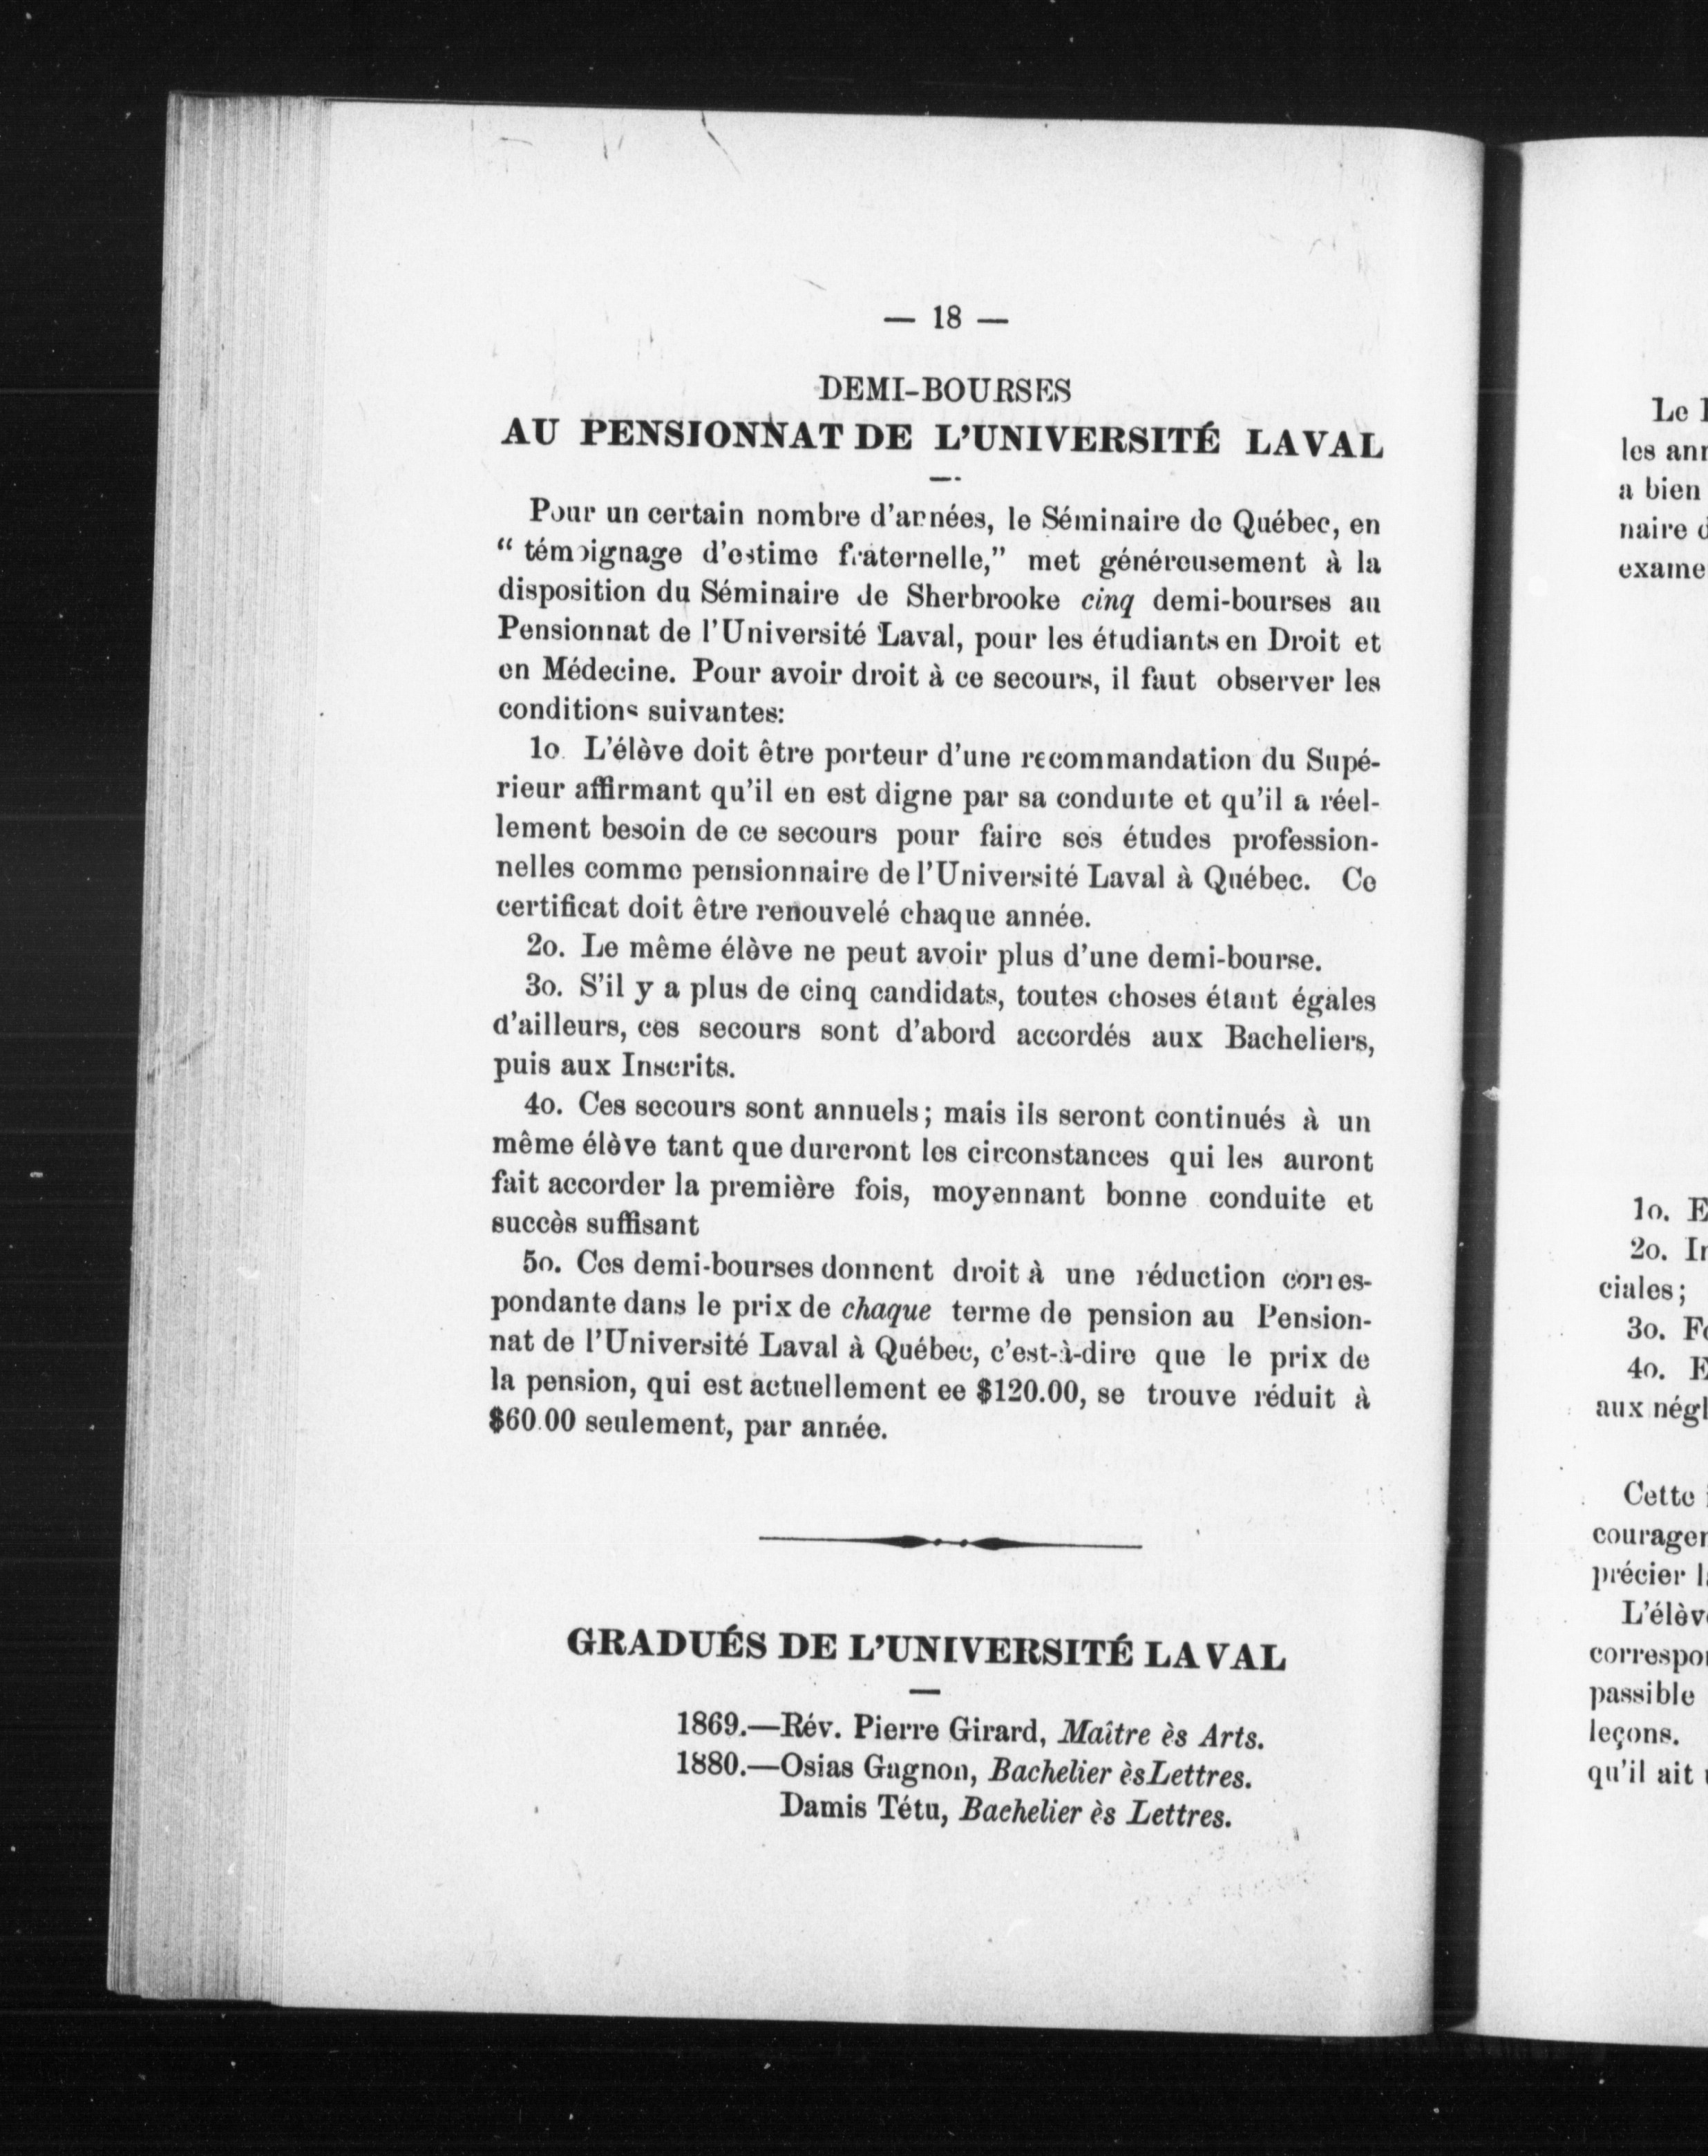 — 18 —
DEMI-BOURSES
AU PENSIONNAT DE L'UNIVERSITÉ LAVAL
Pour un certain nombre d'années, le Séminaire de Québec, en
“ témoignage d'estime fraternelle,” met généreusement à la
disposition du Séminaire de Sherbrooke cinq demi-bourses au
Pensionnat de l'Université Laval, pour les étudiants en Droit et
en Médecine. Pour avoir droit à ce secours, il faut observer les
conditions suivantes:
1o. L'élève doit être porteur d'une recommandation du Supé-
rieur affirmant qu'il en est digne par sa conduite et qu'il a réel-
lement besoin de ce secours pour faire ses études profession-
nelles comme pensionnaire de l'Université Laval à Québec. Ce
certificat doit être renouvelé chaque année.
2o. Le même élève ne peut avoir plus d'une demi-bourse.
3o. S'il y a plus de cinq candidats, toutes choses étant égales
d'ailleurs, ces secours sont d'abord accordés aux Bacheliers,
puis aux Inscrits.
4o. Ces secours sont annuels; mais ils seront continués à un
même élève tant que dureront les circonstances qui les auront
fait accorder la première fois, moyennant bonne conduite et
succès suffisant
5o. Ces demi-bourses donnent droit à une réduction corres-
pondante dans le prix de chaque terme de pension au Pension-
nat de l'Université Laval à Québec, c'est-à-dire que le prix de
la pension, qui est actuellement ee $120.00, se trouve réduit à
$60.00 seulement, par année.
GRADUÉS DE L'UNIVERSITÉ LAVAL
1869.—Rév. Pierre Girard, Maître ès Arts.
1880.—Osias Gagnon, Bachelier ès Lettres.
Damis Tétu, Bachelier ès Lettres.
Le
les
a bien
naire
1o.
2o.
ciales;
3o.
4o.
aux
Cette
précier
passible
leçons.
qu'il ait